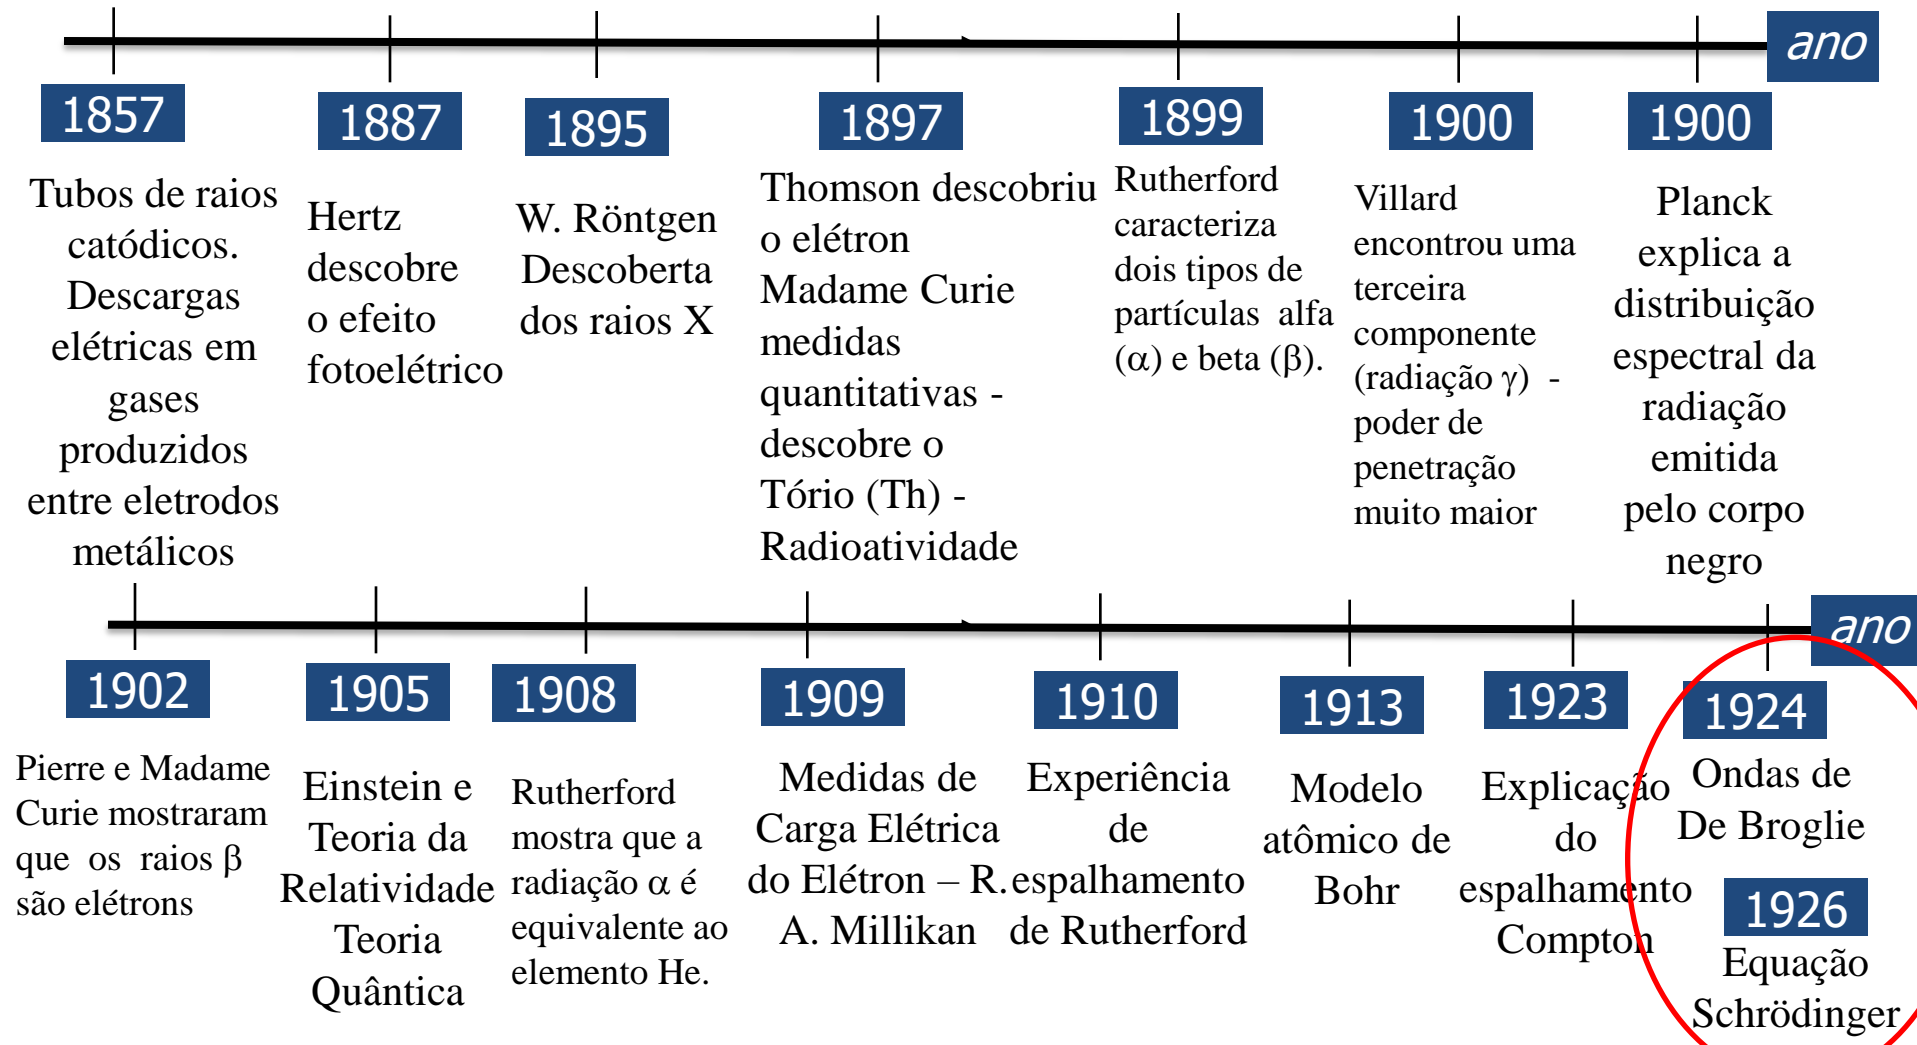 ano
1857
Tubos de raios
catódicos.
Descargas
elétricas em
gases
produzidos
entre eletrodos
metálicos
1887
Hertz
descobre
o efeito
fotoelétrico
1895
W. Röntgen
Descoberta
dos raios X
1897
Thomson descobriu
o elétron
Madame Curie
medidas
quantitativas -
descobre o
Tório (Th) -
Radioatividade
1899
Rutherford
caracteriza
dois tipos de
partículas alfa
(α) e beta (β).
1900
Villard
encontrou uma
terceira
componente
(radiação γ) -
poder de
penetração
muito maior
1900
Planck
explica a
distribuição
espectral da
radiação
emitida
pelo corpo
negro
ano
1902
Pierre e Madame
Curie mostraram
que os raios β
são elétrons
1905
Einstein e
Teoria da
Relatividade
Teoria
Quântica
1908
Rutherford
mostra que a
radiação α é
equivalente ao
elemento He.
1909
Medidas de
Carga Elétrica
do Elétron – R.
A. Millikan
1910
Experiência
de
espalhamento
de Rutherford
1913
Modelo
atômico de
Bohr
1923
Explicação
do
espalhamento
Compton
1924
Ondas de
De Broglie
1926
Equação
Schrödinger